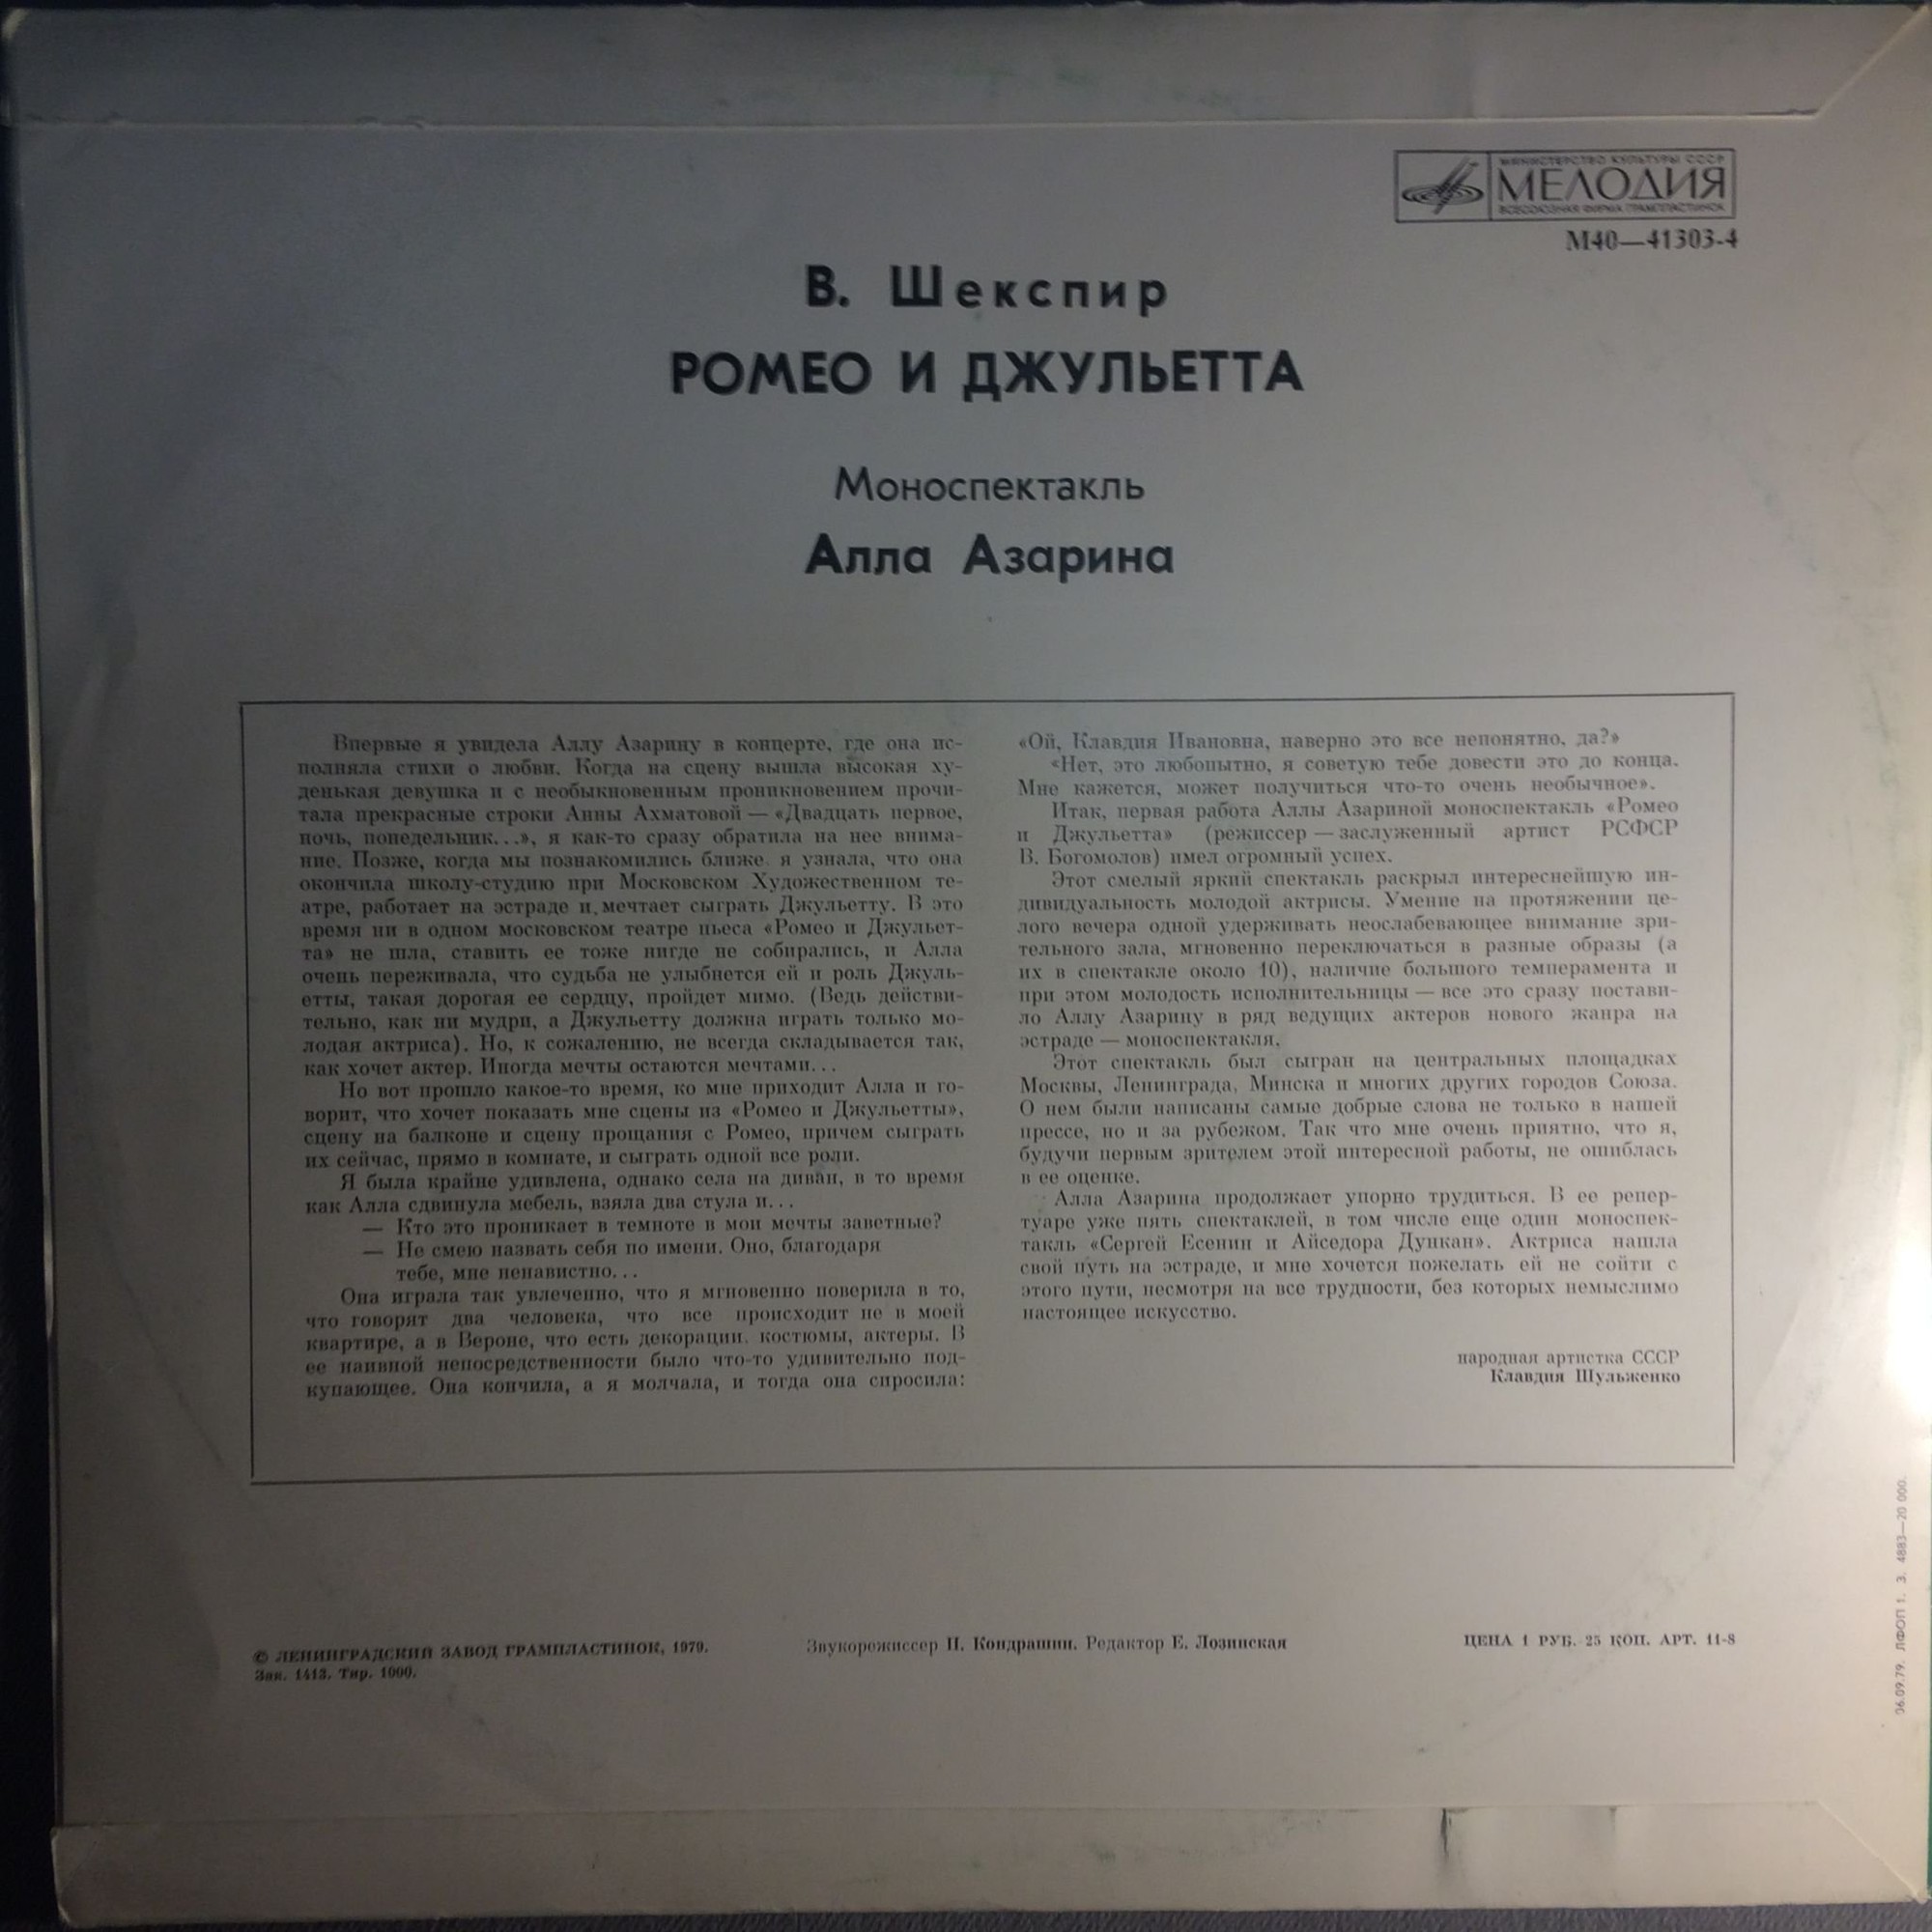 МИНИСТЕРСТВО КУЛЬТУРЫ СССР
МЕЛОДИЯ
ВСЕСОЮЗНАЯ ФИРМА ГРАМПЛАСТИНОК
М40—41303-4
В. Шекспир
РОМЕО И ДЖУЛЬЕТТА
Моноспектакль
Алла Азарина
Впервые я увидела Аллу Азарину в концерте, где она ис-
полняла стихи о любви. Когда на сцену вышла высокая ху-
денькая девушка и с необыкновенным проникновением прочи-
тала прекрасные строки Анны Ахматовой — «Двадцать первое,
ночь, понедельник...», я как-то сразу обратила на нее внима-
ние. Позже, когда мы познакомились ближе я узнала, что она
окончила школу-студию при Московском Художественном те-
атре, работает на эстраде и мечтает сыграть Джульетту. В это
время ни в одном московском театре пьеса «Ромео и Джульет-
та» не шла, ставить ее тоже нигде не собирались, и Алла
очень переживала, что судьба не улыбнется ей и роль Джуль-
етты, такая дорогая ее сердцу, пройдет мимо. (Ведь действи-
тельно, как ни мудри, а Джульетту должна играть только мо-
лодая актриса). Но, к сожалению, не всегда складывается так,
как хочет актер. Иногда мечты остаются мечтами...
Но вот прошло какое-то время, ко мне приходит Алла и го-
ворит, что хочет показать мне сцены из «Ромео и Джульетты»,
сцену на балконе и сцену прощания с Ромео, причем сыграть
их сейчас, прямо в комнате, и сыграть одной все роли.
Я была крайне удивлена, однако села на диван, в то время
как Алла сдвинула мебель, взяла два стула и...
— Кто это проникает в темноте в мои мечты заветные?
— Не смею назвать себя по имени. Оно, благодаря
тебе, мне ненавистно...
Она играла так увлеченно, что я мгновенно поверила в то,
что говорят два человека, что все происходит не в моей
квартире, а в Вероне, что есть декорации, костюмы, актеры. В
ее наивной непосредственности было что-то удивительно под-
купающее. Она кончила, а я молчала, и тогда она спросила:
«Ой, Клавдия Ивановна, наверно это все непонятно, да?»
«Нет, это любопытно, я советую тебе довести это до конца.
Мне кажется, может получиться что-то очень необычное».
Итак, первая работа Аллы Азариной моноспектакль «Ромео
и Джульетта» (режиссер — заслуженный артист РСФСР
В. Богомолов) имел огромный успех.
Этот смелый яркий спектакль раскрыл интереснейшую ин-
дивидуальность молодой актрисы. Умение на протяжении це-
лого вечера одной удерживать неослабевающее внимание зри-
тельного зала, мгновенно переключаться в разные образы (а
их в спектакле около 10), наличие большого темперамента и
при этом молодость исполнительницы — все это сразу постави-
ло Аллу Азарину в ряд ведущих актеров нового жанра на
эстраде — моноспектакля.
Этот спектакль был сыгран на центральных площадках
Москвы, Ленинграда, Минска и многих других городов Союза.
О нем были написаны самые добрые слова не только в нашей
прессе, но и за рубежом. Так что мне очень приятно, что я,
будучи первым зрителем этой интересной работы, не ошиблась
в ее оценке.
Алла Азарина продолжает упорно трудиться. В ее репер-
туаре уже пять спектаклей, в том числе еще один моноспек-
такль «Сергей Есенин и Айседора Дункан». Актриса нашла
свой путь на эстраде, и мне хочется пожелать ей не сойти с
этого пути, несмотря на все трудности, без которых немыслимо
настоящее искусство.
народная артистка СССР
Клавдия Шульженко
© ЛЕНИНГРАДСКИЙ ЗАВОД ГРАМПЛАСТИНОК, 1979.
Зак. 1413. Тир. 1000.
Звукорежиссер П. Кондрашин. Редактор Е. Лозинская
ЦЕНА 1 РУБ. 25 КОП. АРТ. 11-8
06.09.79. ЛФОП 1. З. 4883—20 000.